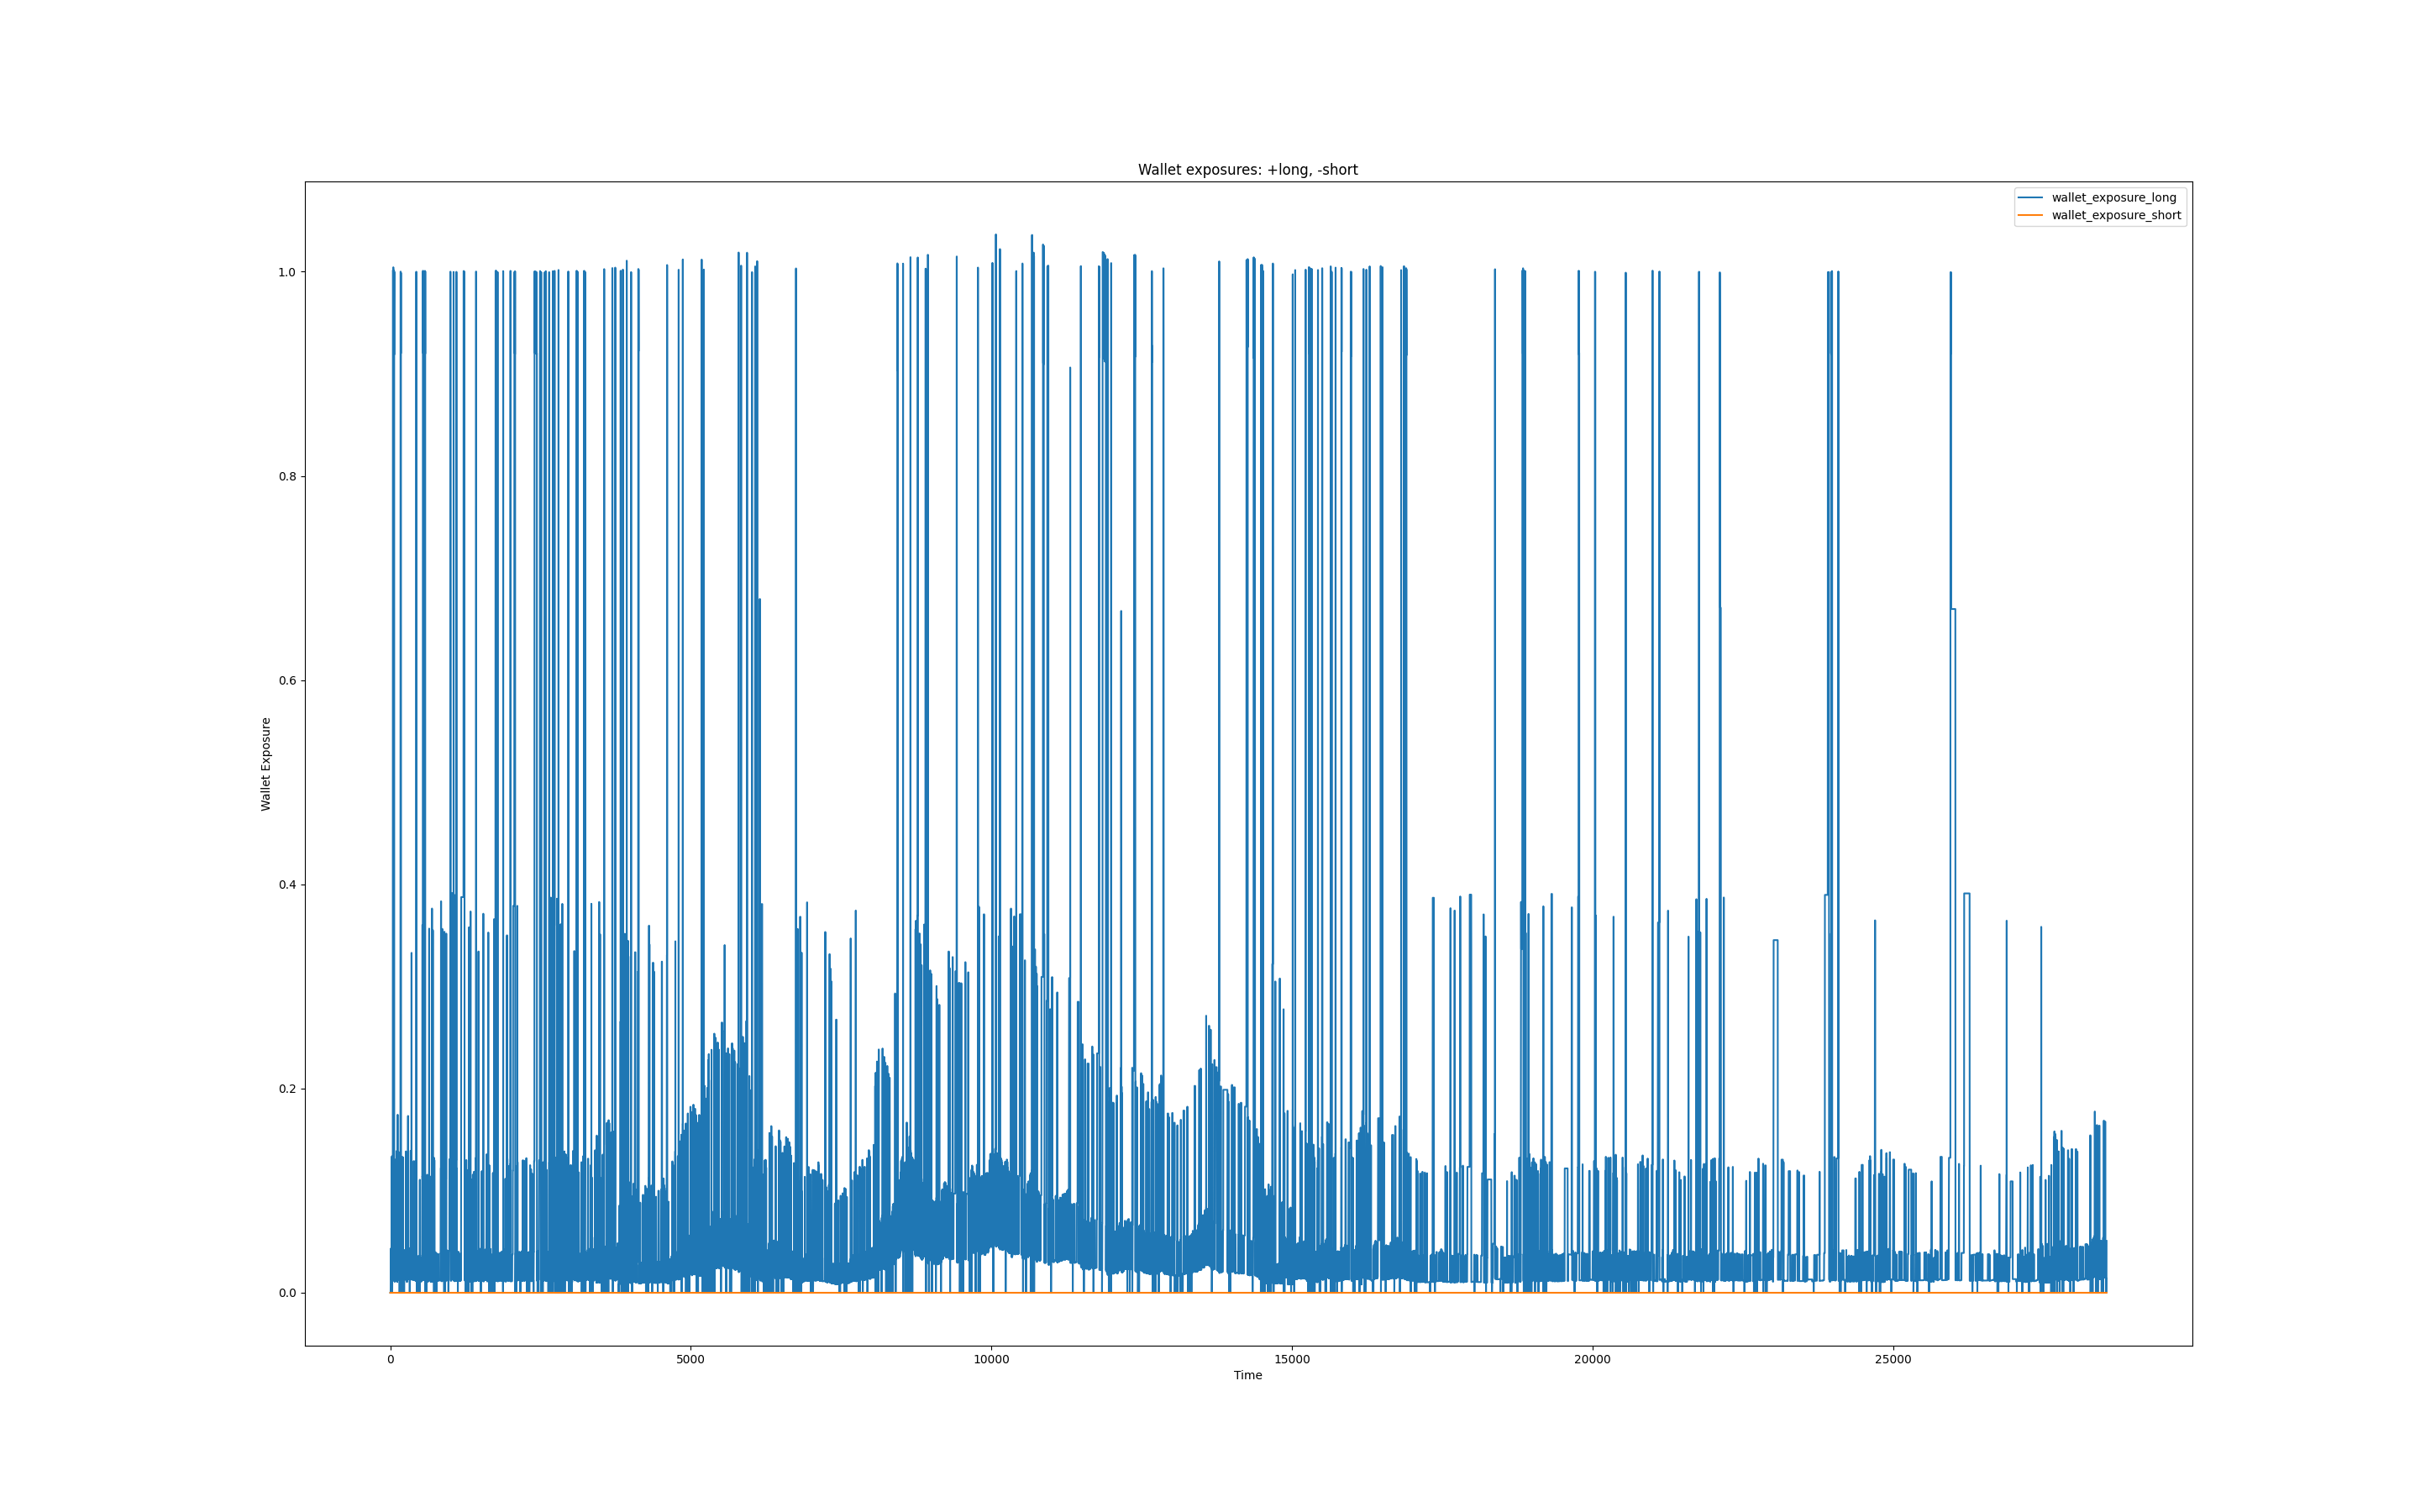 Wallet exposures: +long, -short
wallet_exposure_long
wallet_exposure_short
1.0
0.8
0.6
0.4
0.2
0.0
Wallet Exposure
0 5000 10000 15000 20000 25000
Time